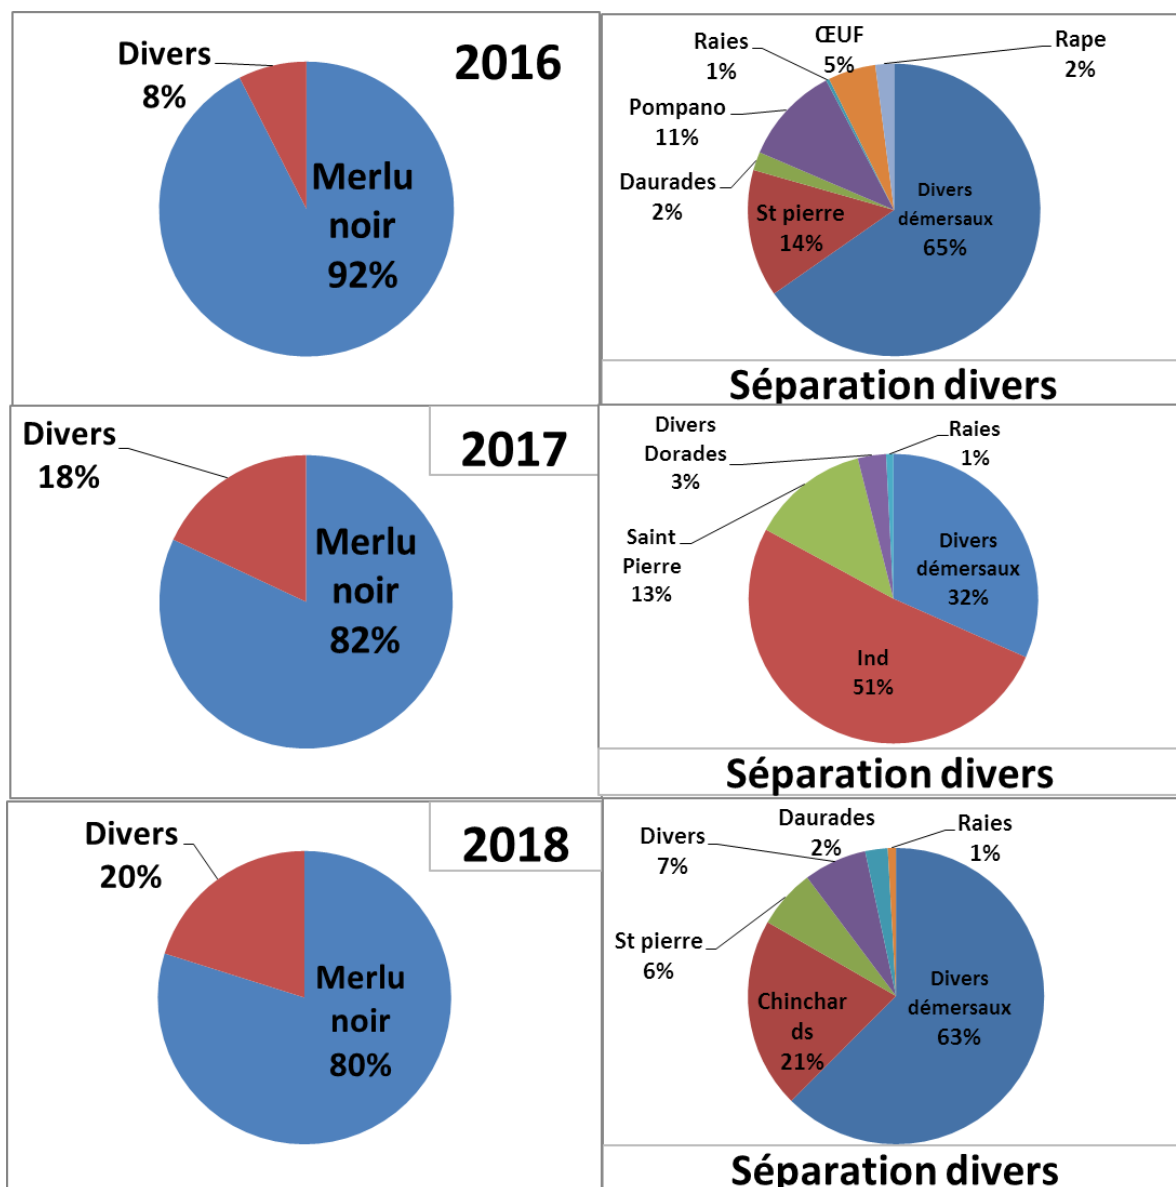 2016
Divers
8%
Merlu
noir
92%
Raies
1%
ŒUF
5%
Rape
2%
Pompano
11%
Daurades
2%
St pierre
14%
Divers
démersaux
65%
Séparation divers
2017
Divers
18%
Merlu
noir
82%
Divers
Dorades
3%
Raies
1%
Saint
Pierre
13%
Divers
démersaux
32%
Ind
51%
Séparation divers
2018
Divers
20%
Merlu
noir
80%
Divers
7%
Daurades
2%
Raies
1%
St pierre
6%
Chinchar
ds
21%
Divers
démersaux
63%
Séparation divers